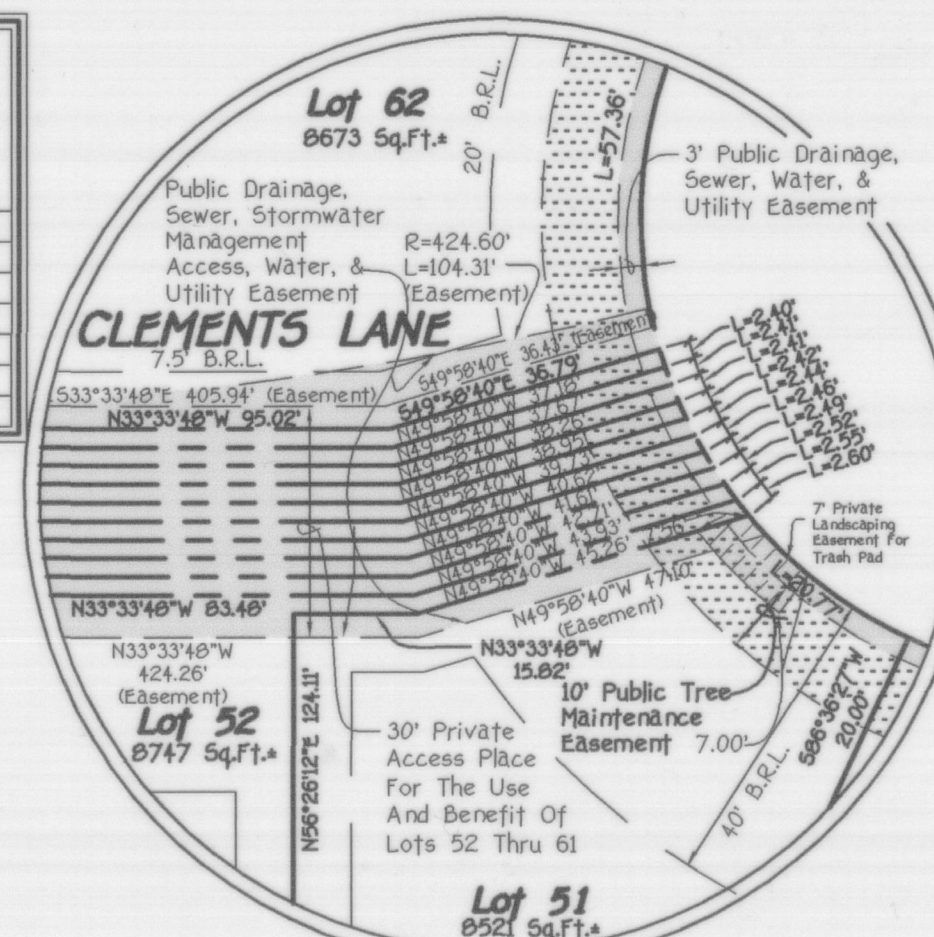 Lot 62
8673 Sq.Ft.±
20' B.R.L.
L=57.36'
3' Public Drainage,
Sewer, Water, &
Utility Easement
Public Drainage,
Sewer, Stormwater
Management
Access, Water, &
Utility Easement
R=424.60'
L=104.31'
(Easement)
CLEMENTS LANE
7.5' B.R.L.
S33°33'48"E 405.94' (Easement)
N33°33'48"W 95.02'
S49°58'40"E 36.43' (Easement)
S49°58'40"E 36.79'
N49°58'40"W 37.18'
N49°58'40"W 37.67'
N49°58'40"W 38.26'
N49°58'40"W 38.95'
N49°58'40"W 39.73'
N49°58'40"W 40.62'
N49°58'40"W 41.61'
N49°58'40"W 42.71'
N49°58'40"W 43.93'
N49°58'40"W 45.26'
L=2.40'
L=2.41'
L=2.42'
L=2.44'
L=2.46'
L=2.49'
L=2.52'
L=2.55'
L=2.60'
7' Private
Landscaping
Easement For
Trash Pad
L=20.77'
N33°33'48"W 83.48'
N49°58'40"W 47.10'
(Easement)
N33°33'48"W
15.82'
N33°33'48"W
424.26'
(Easement)
Lot 52
8747 Sq.Ft.±
N56°26'12"E 124.11'
30' Private
Access Place
For The Use
And Benefit Of
Lots 52 Thru 61
10' Public Tree
Maintenance
Easement
7.00'
S86°36'27"W
20.00'
40' B.R.L.
Lot 51
8521 Sq.Ft.±